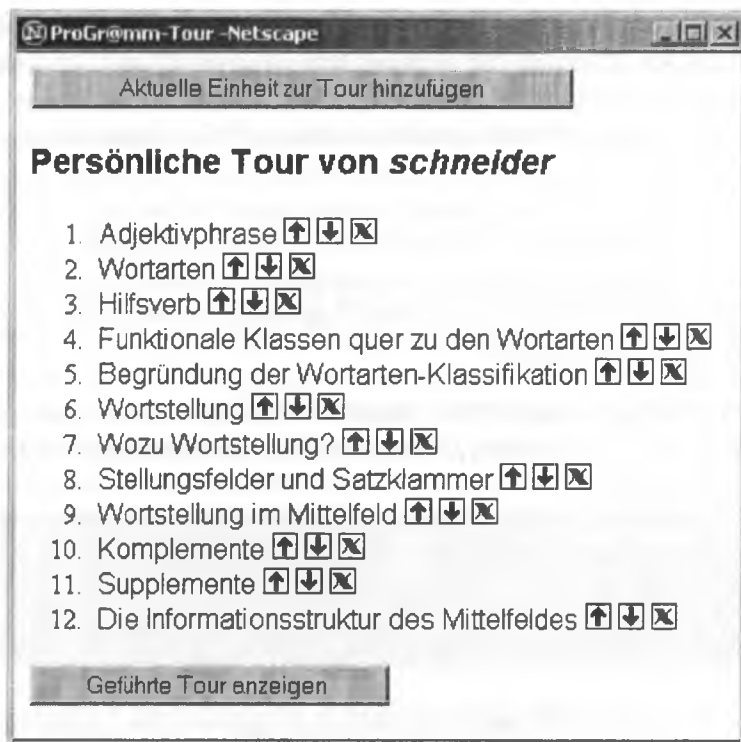 ProGr@mm-Tour -Netscape
Aktuelle Einheit zur Tour hinzufügen
Persönliche Tour von schneider
1. Adjektivphrase
2. Wortarten
3. Hilfsverb
4. Funktionale Klassen quer zu den Wortarten
5. Begründung der Wortarten-Klassifikation
6. Wortstellung
7. Wozu Wortstellung?
8. Stellungsfelder und Satzklammer
9. Wortstellung im Mittelfeld
10. Komplemente
11. Supplemente
12. Die Informationsstruktur des Mittelfeldes
Geführte Tour anzeigen